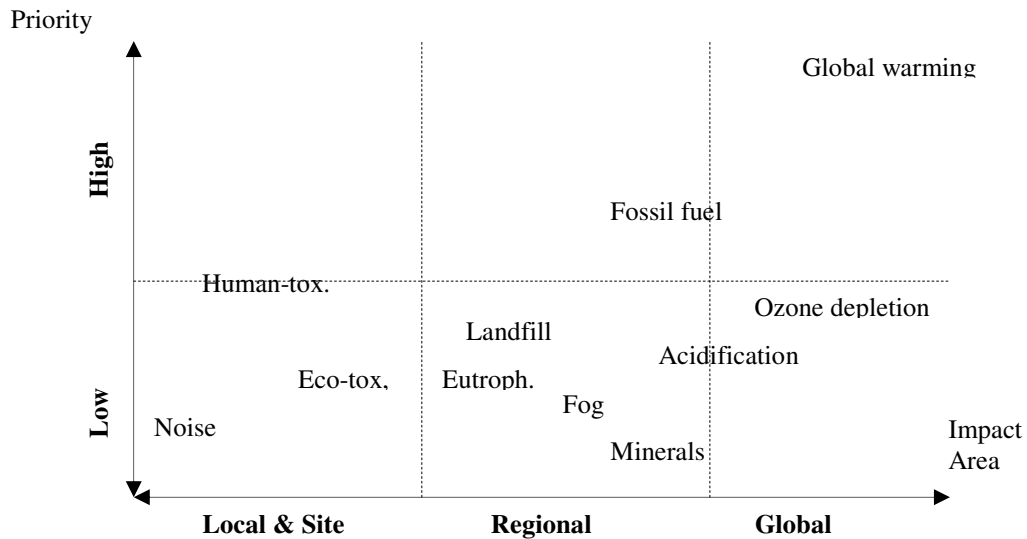 Priority
Global warming
High
Fossil fuel
Human-tox.
Ozone depletion
Landfill
Acidification
Eco-tox,
Eutroph.
Fog
Low
Noise
Minerals
Impact
Area
Local & Site
Regional
Global